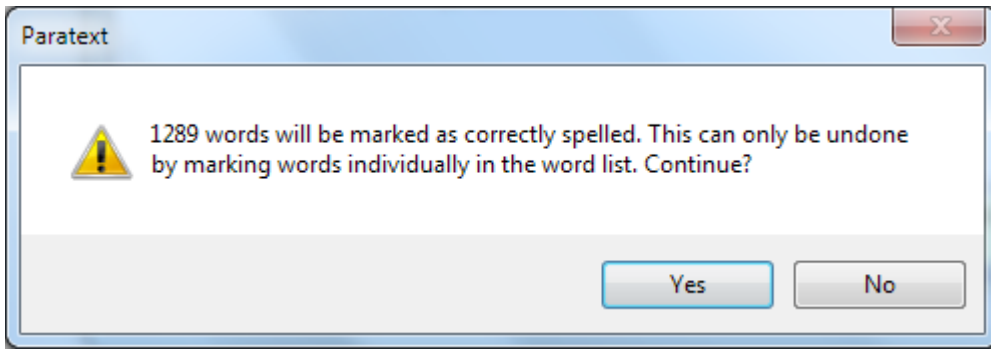 Paratext
1289 words will be marked as correctly spelled. This can only be undone
by marking words individually in the word list. Continue?
Yes
No